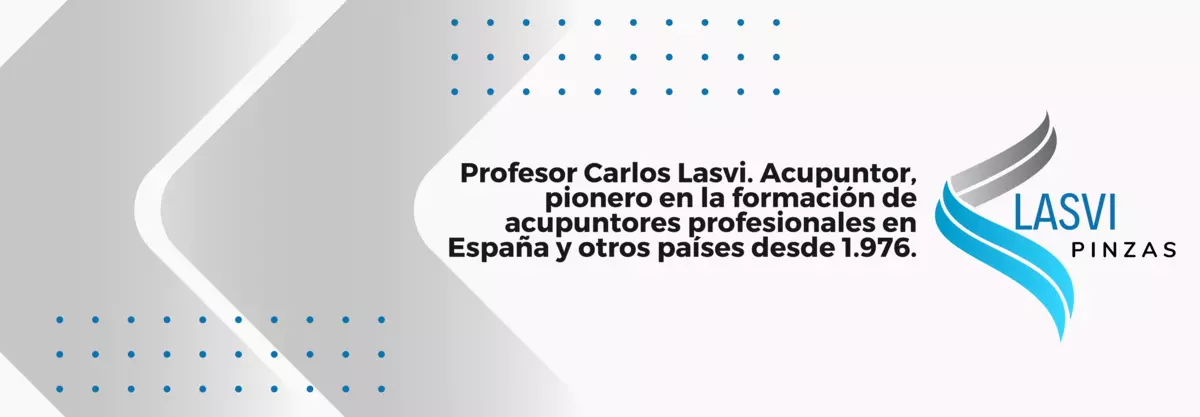 Profesor Carlos Lasvi. Acupuntor,
pionero en la formación de
acupuntores profesionales en
España y otros países desde 1.976.
LASVI
PINZAS